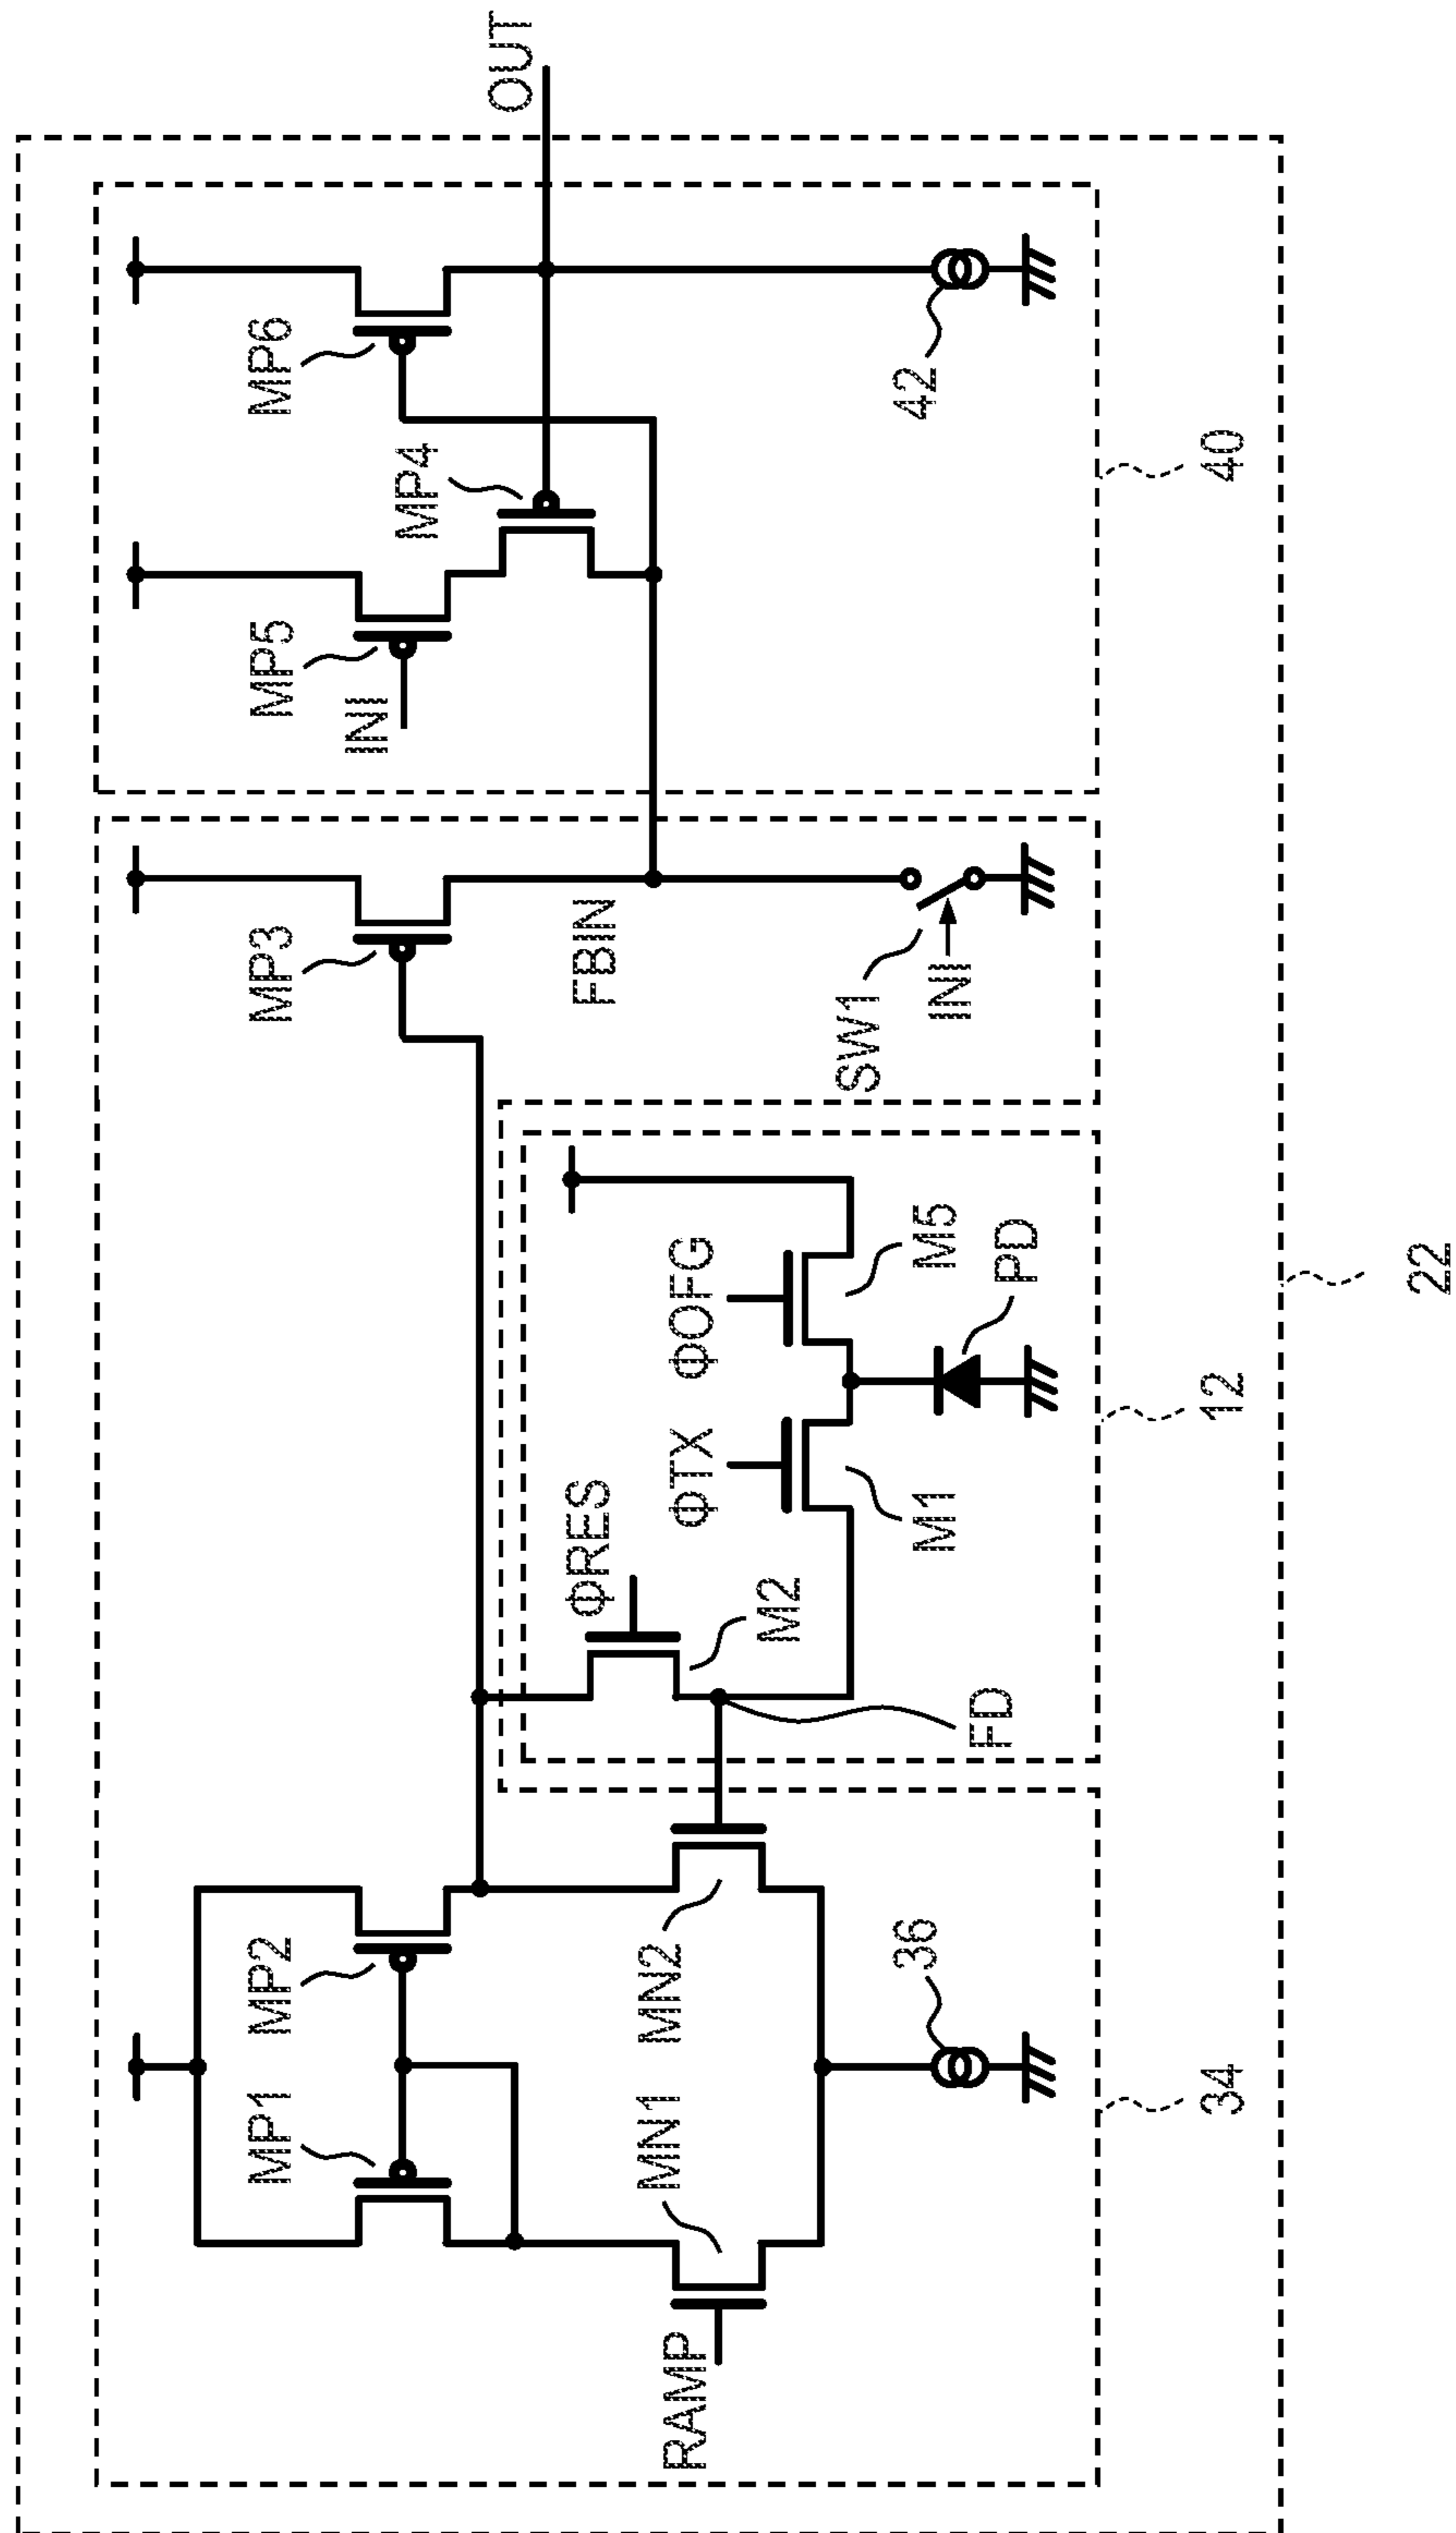 OUT
MP6
42
MP4
MP5
INI
40
MP3
FBIN
SW1
INI
ΦOFG
M5
PD
ΦTX
M1
ΦRES
M2
FD
12
22
MP2
MN2
36
MP1
MN1
34
RAMP